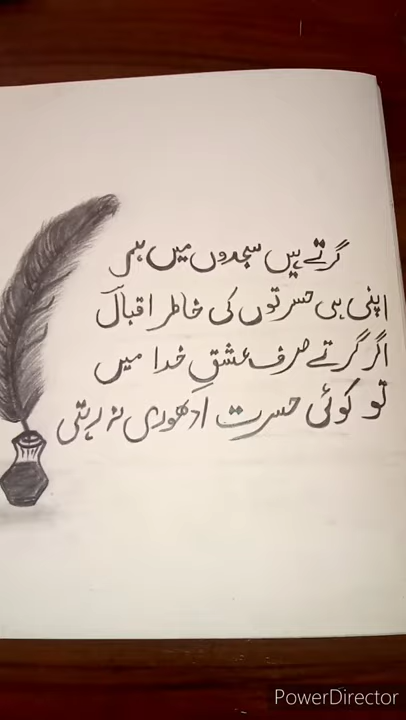 گرتے ہیں سجدوں میں ہم
اپنی ہی حسرتوں کی خاطر اقبالؔ
اگر گرتے صرف عشقِ خدا میں
تو کوئی حسرت ادھوری نہ رہتی
PowerDirector